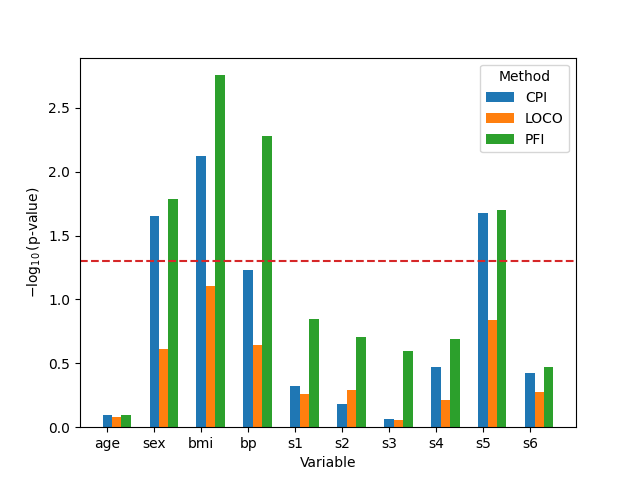 Method
CPI
LOCO
PFI
2.5
2.0
1.5
1.0
0.5
0.0
−log₁₀(p-value)
age sex bmi bp s1 s2 s3 s4 s5 s6
Variable